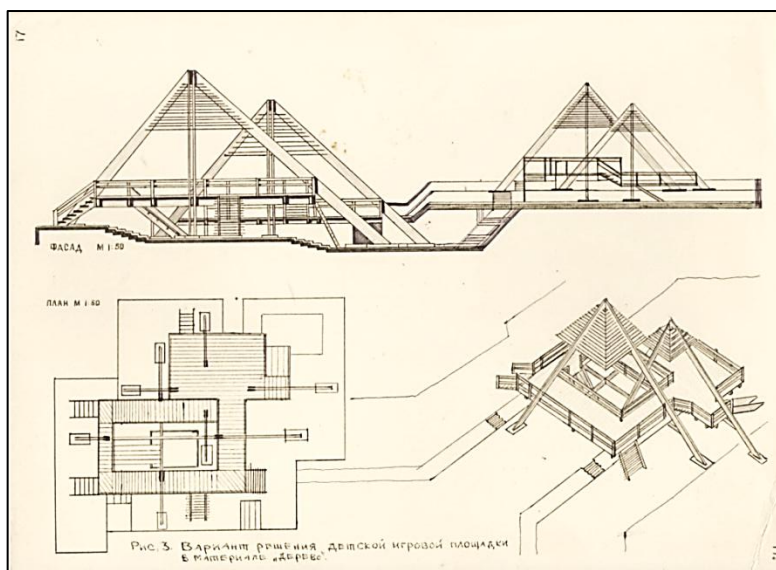 17
ФАСАД М 1:50
ПЛАН М 1:50
Рис. 3. Вариант решения детской игровой площадки
в материале „дерево".